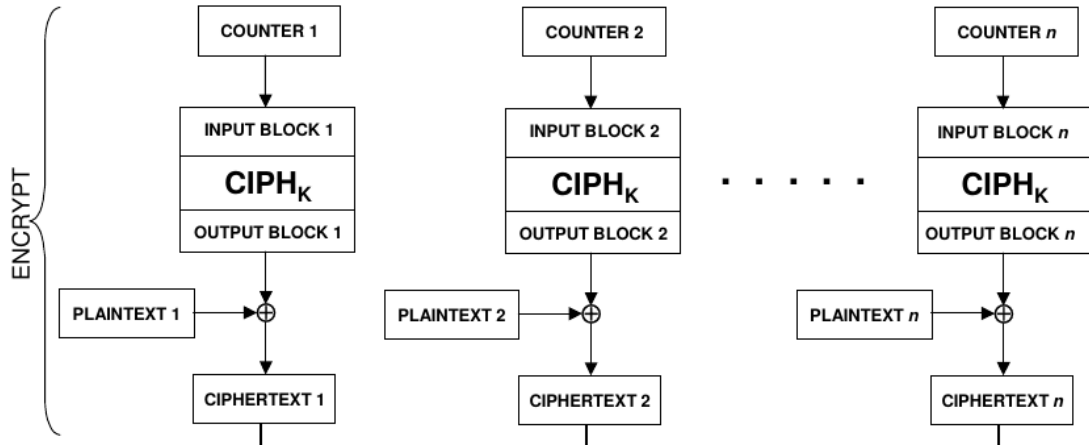 ENCRYPT
COUNTER 1
COUNTER 2
COUNTER n
INPUT BLOCK 1
INPUT BLOCK 2
INPUT BLOCK n
CIPHK
CIPHK
. . . . .
CIPHK
OUTPUT BLOCK 1
OUTPUT BLOCK 2
OUTPUT BLOCK n
PLAINTEXT 1
PLAINTEXT 2
PLAINTEXT n
CIPHERTEXT 1
CIPHERTEXT 2
CIPHERTEXT n